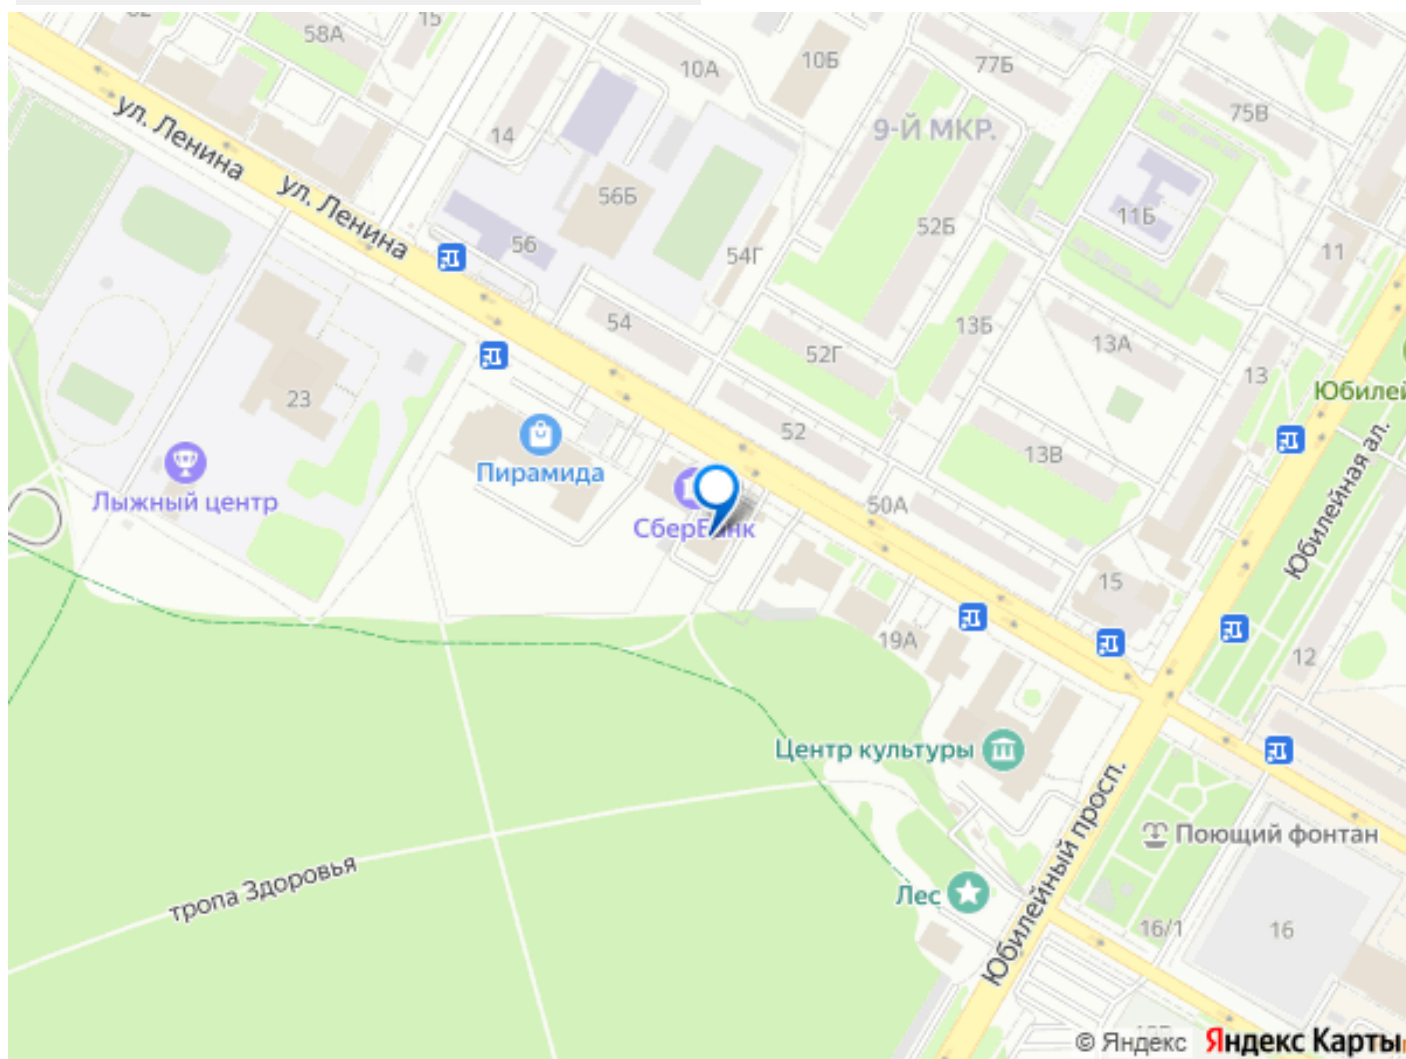 58А
15
10А
10Б
77Б
75В
ул. Ленина
9-Й МКР.
14
ул. Ленина
56Б
11Б
52Б
56
54Г
11
54
13Б
52Г
13А
13
23
52
13В
Юбилейная ал.
Пирамида
Лыжный центр
50А
СберБанк
15
19А
12
Центр культуры
Юбилейный просп.
Поющий фонтан
тропа Здоровья
Лес
16/1
16
© Яндекс Яндекс Карты